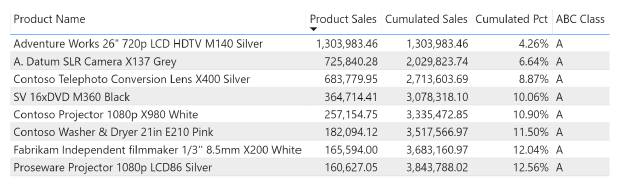 Product Name Product Sales Cumulated Sales Cumulated Pct ABC Class
Adventure Works 26" 720p LCD HDTV M140 Silver 1,303,983.46 1,303,983.46 4.26% A
A. Datum SLR Camera X137 Grey 725,840.28 2,029,823.74 6.64% A
Contoso Telephoto Conversion Lens X400 Silver 683,779.95 2,713,603.69 8.87% A
SV 16xDVD M360 Black 364,714.41 3,078,318.10 10.06% A
Contoso Projector 1080p X980 White 257,154.75 3,335,472.85 10.90% A
Contoso Washer & Dryer 21in E210 Pink 182,094.12 3,517,566.97 11.50% A
Fabrikam Independent filmmaker 1/3" 8.5mm X200 White 165,594.00 3,683,160.97 12.04% A
Proseware Projector 1080p LCD86 Silver 160,627.05 3,843,788.02 12.56% A